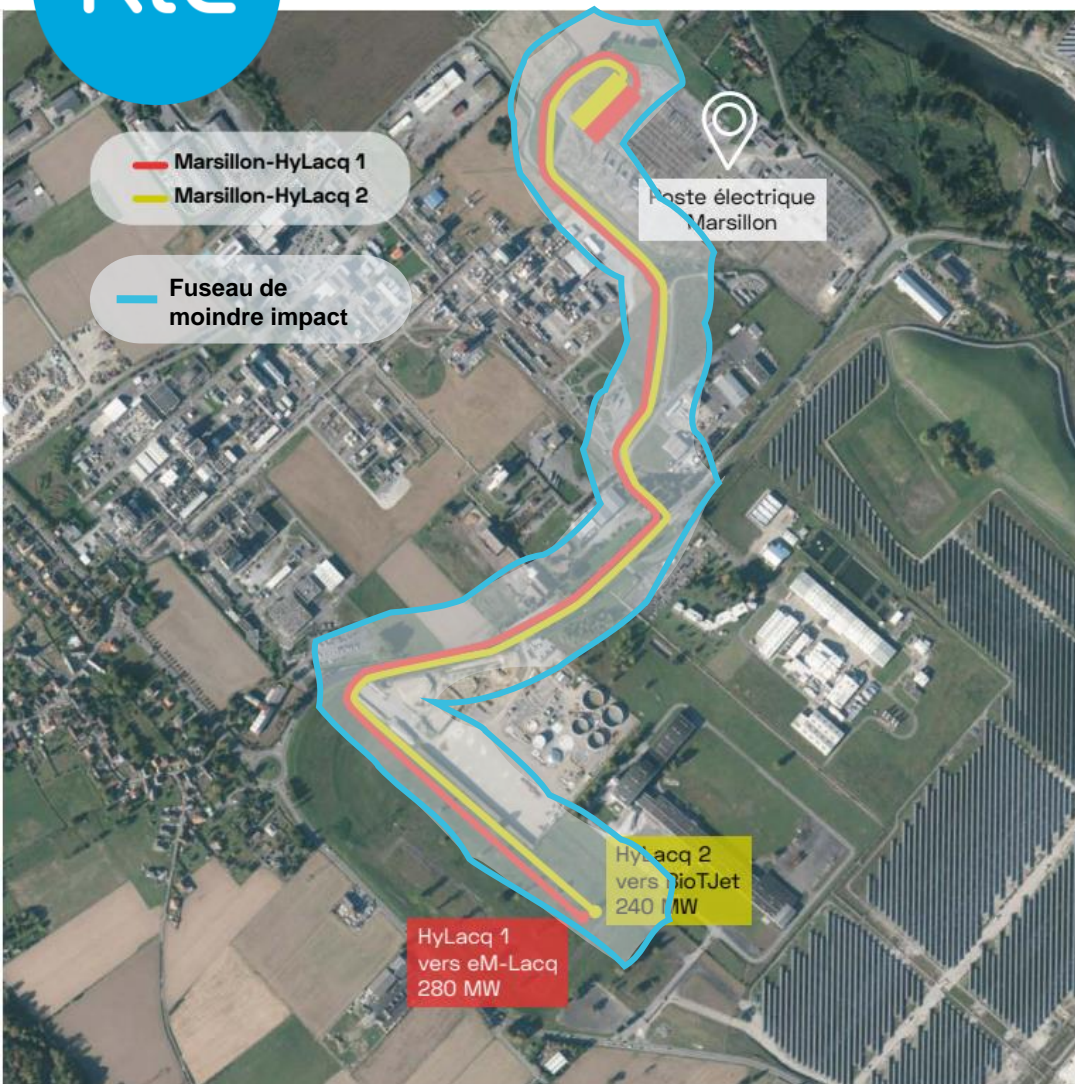 Rte
Marsillon-HyLacq 1
Marsillon-HyLacq 2
Fuseau de
moindre impact
Poste électrique
Marsillon
HyLacq 2
vers BioTJet
240 MW
HyLacq 1
vers eM-Lacq
280 MW